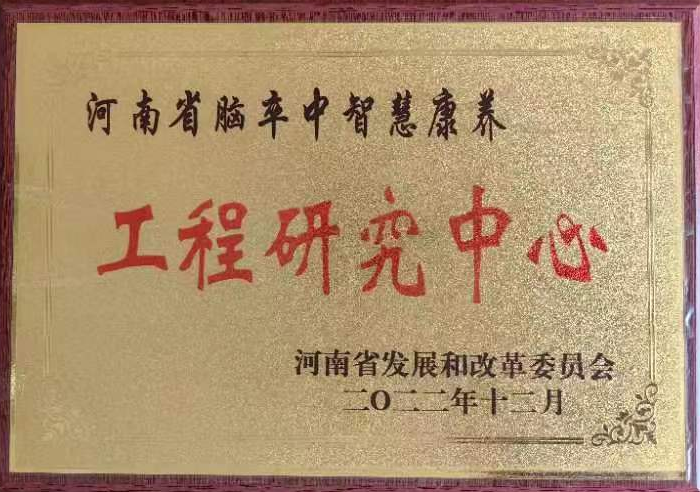 河南省脑卒中智慧康养
工程研究中心
河南省发展和改革委员会
二〇二二年十二月